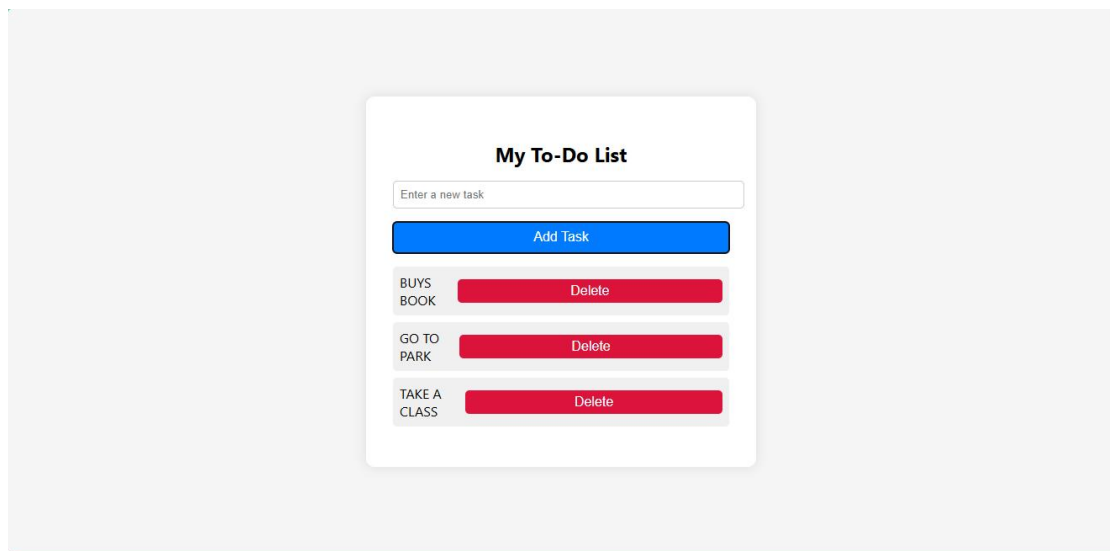 My To-Do List
Enter a new task
Add Task
BUYS
BOOK
Delete
GO TO
PARK
Delete
TAKE A
CLASS
Delete